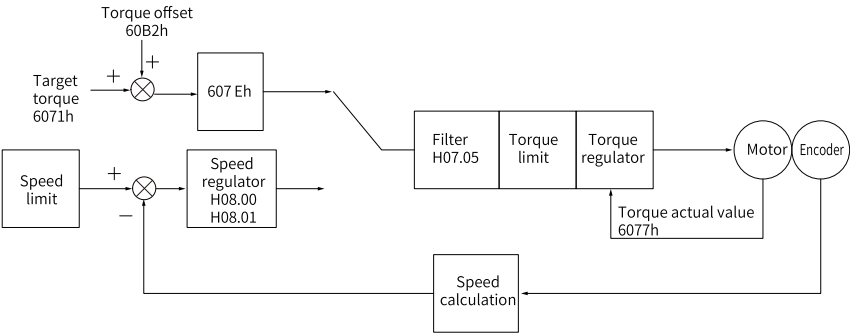 Torque offset
60B2h
+
+
Target
torque
6071h
607 Eh
Filter
H07.05
Torque
limit
Torque
regulator
Motor
Encoder
Speed
limit
+
−
Speed
regulator
H08.00
H08.01
Torque actual value
6077h
Speed
calculation